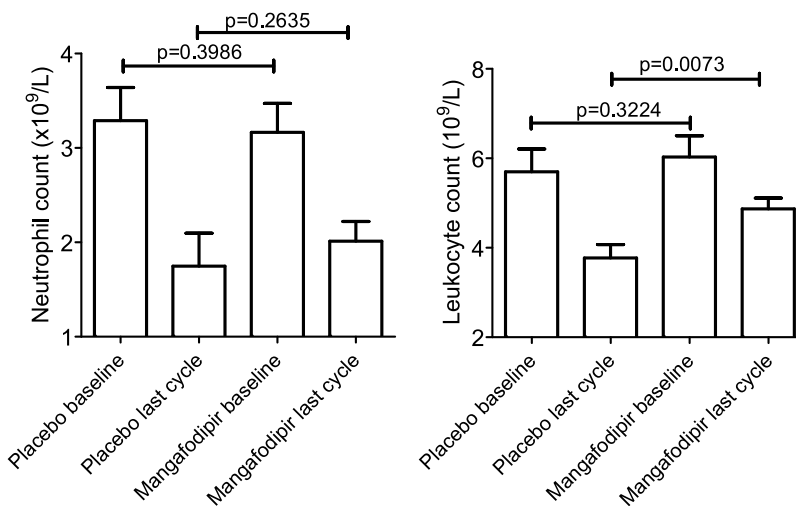 p=0.2635
p=0.3986
Neutrophil count (x10⁹/L)
4
3
2
1
Placebo baseline
Placebo last cycle
Mangafodipir baseline
Mangafodipir last cycle
p=0.0073
p=0.3224
Leukocyte count (10⁹/L)
8
6
4
2
Placebo baseline
Placebo last cycle
Mangafodipir baseline
Mangafodipir last cycle